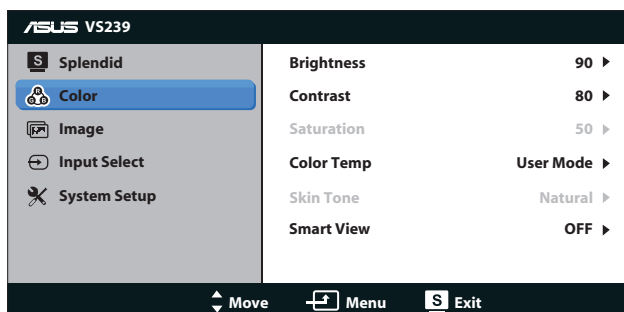 ASUS VS239
S Splendid
Color
Image
Input Select
System Setup
Brightness 90
Contrast 80
Saturation 50
Color Temp User Mode
Skin Tone Natural
Smart View OFF
Move Menu S Exit